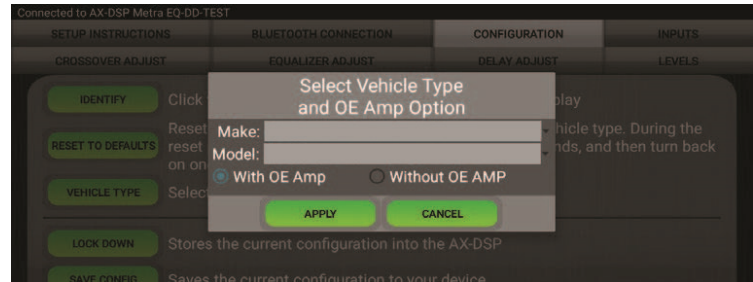 Connected to AX-DSP Metra EQ-DD-TEST
SETUP INSTRUCTIONS BLUETOOTH CONNECTION CONFIGURATION INPUTS
CROSSOVER ADJUST EQUALIZER ADJUST DELAY ADJUST LEVELS
Select Vehicle Type
and OE Amp Option
Make:
Model:
With OE Amp Without OE AMP
APPLY CANCEL
IDENTIFY Click play
RESET TO DEFAULTS Reset hicle type. During the
reset nds, and then turn back
on on
VEHICLE TYPE Select
LOCK DOWN Stores the current configuration into the AX-DSP
SAVE CONFIG Saves the current configuration to your device